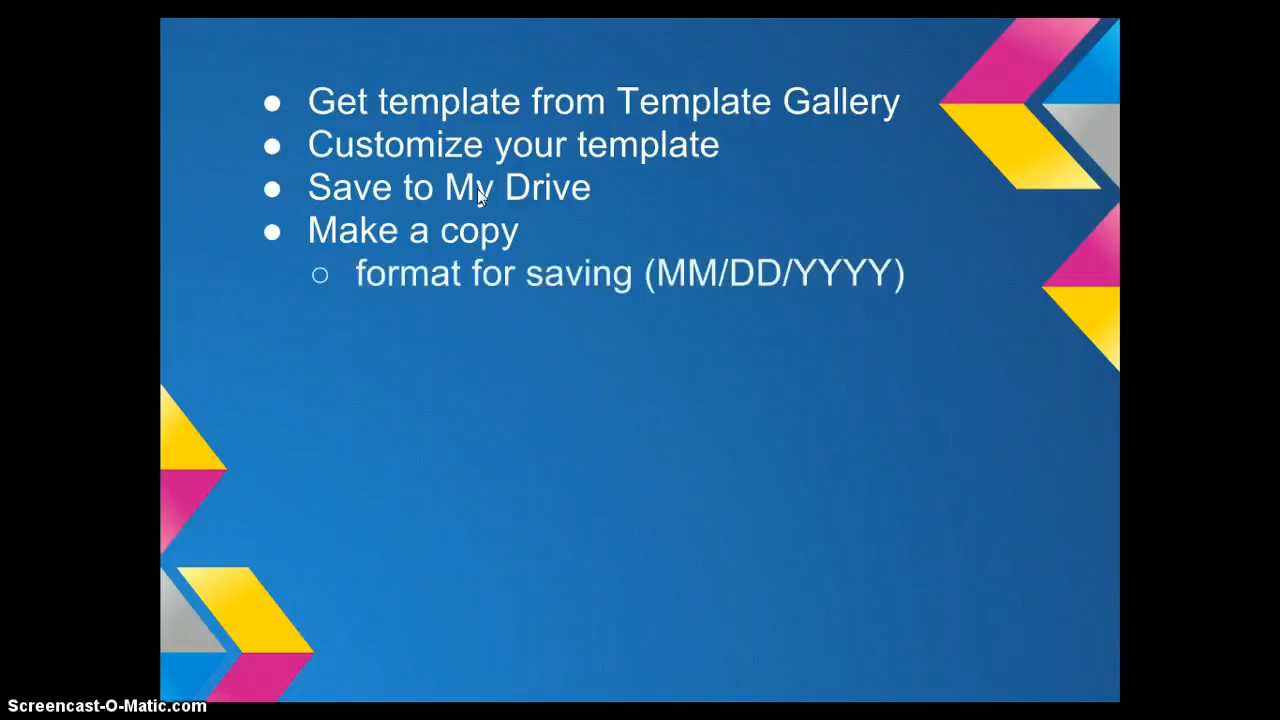 ● Get template from Template Gallery
● Customize your template
● Save to My Drive
● Make a copy
○ format for saving (MM/DD/YYYY)
Screencast-O-Matic.com